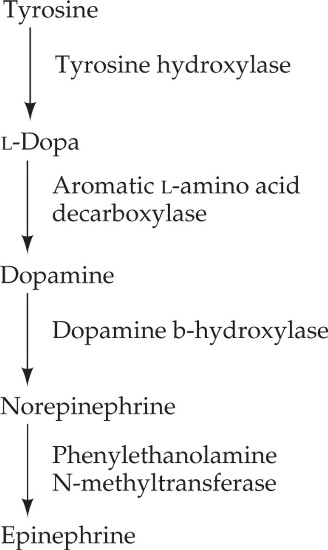 Tyrosine
Tyrosine hydroxylase
L-Dopa
Aromatic L-amino acid
decarboxylase
Dopamine
Dopamine b-hydroxylase
Norepinephrine
Phenylethanolamine
N-methyltransferase
Epinephrine